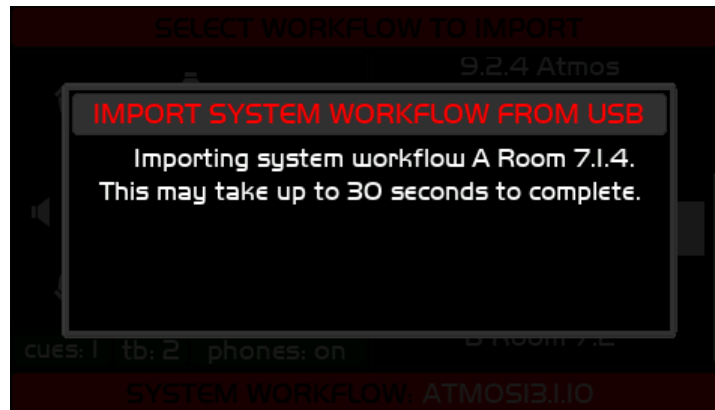 SELECT WORKFLOW TO IMPORT
9.2.4 Atmos
IMPORT SYSTEM WORKFLOW FROM USB
Importing system workflow A Room 7.1.4.
This may take up to 30 seconds to complete.
B Room 7.2
cues: 1 tb: 2 phones: on
SYSTEM WORKFLOW: ATMOS13.1.10